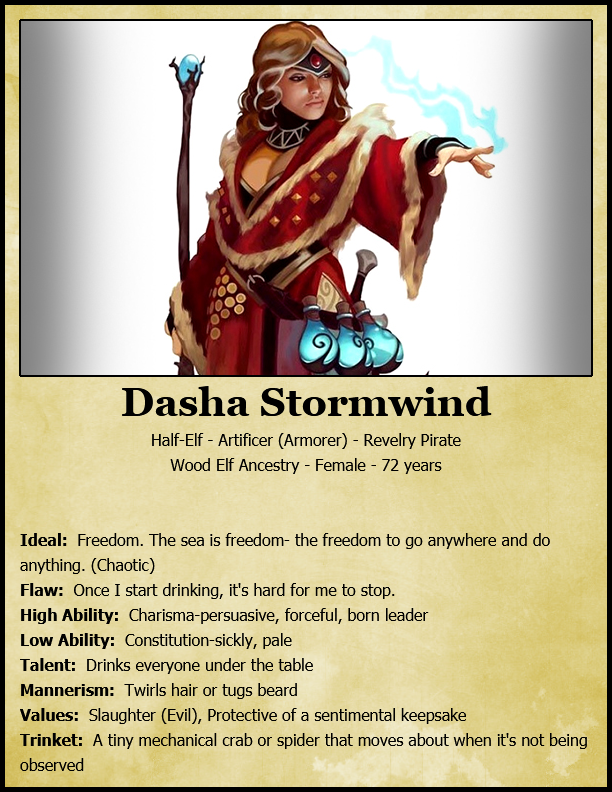 Dasha Stormwind
Half-Elf - Artificer (Armorer) - Revelry Pirate
Wood Elf Ancestry - Female - 72 years
Ideal: Freedom. The sea is freedom- the freedom to go anywhere and do
anything. (Chaotic)
Flaw: Once I start drinking, it's hard for me to stop.
High Ability: Charisma-persuasive, forceful, born leader
Low Ability: Constitution-sickly, pale
Talent: Drinks everyone under the table
Mannerism: Twirls hair or tugs beard
Values: Slaughter (Evil), Protective of a sentimental keepsake
Trinket: A tiny mechanical crab or spider that moves about when it's not being
observed